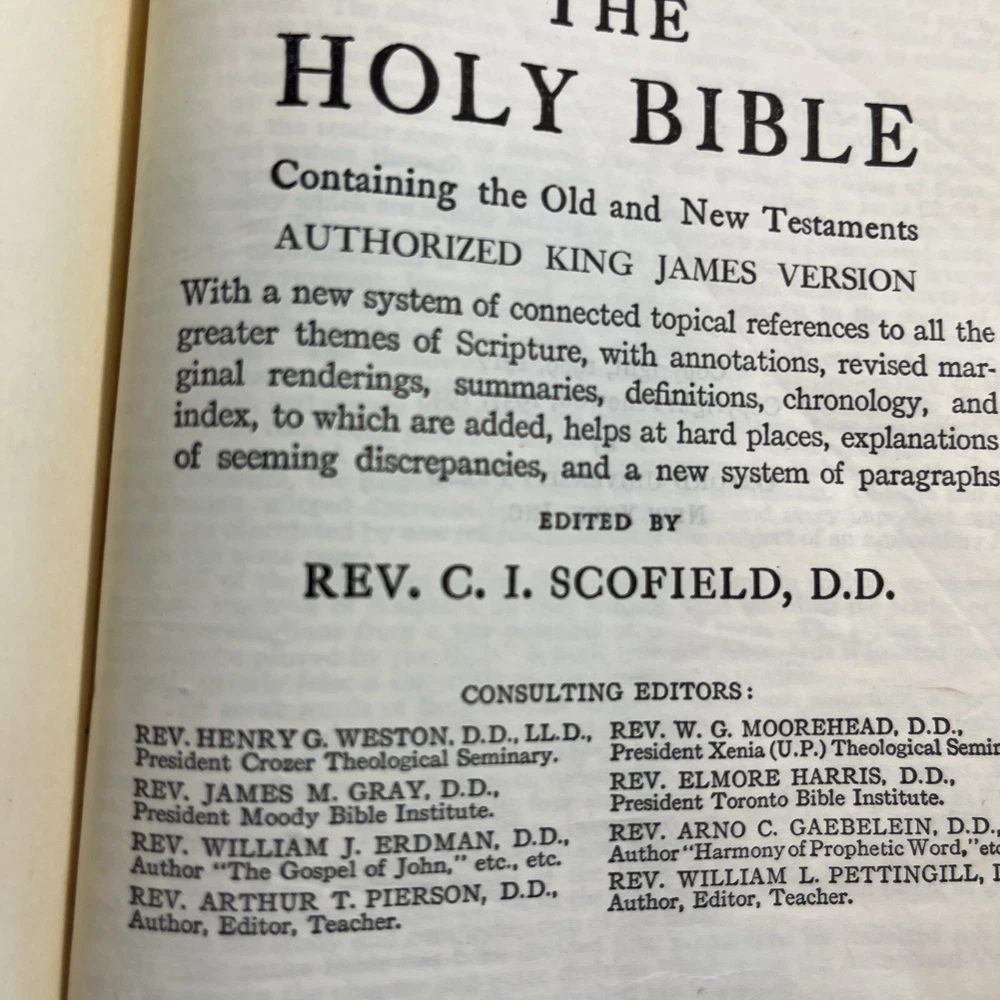 THE
HOLY BIBLE
Containing the Old and New Testaments
AUTHORIZED KING JAMES VERSION
With a new system of connected topical references to all the
greater themes of Scripture, with annotations, revised mar-
ginal renderings, summaries, definitions, chronology, and
index, to which are added, helps at hard places, explanations
of seeming discrepancies, and a new system of paragraphs
EDITED BY
REV. C. I. SCOFIELD, D.D.
CONSULTING EDITORS:
REV. HENRY G. WESTON, D.D., LL.D.,
President Crozer Theological Seminary.
REV. JAMES M. GRAY, D.D.,
President Moody Bible Institute.
REV. WILLIAM J. ERDMAN, D.D.,
Author "The Gospel of John," etc., etc.
REV. ARTHUR T. PIERSON, D.D.,
Author, Editor, Teacher.
REV. W. G. MOOREHEAD, D.D.,
President Xenia (U.P.) Theological Semin
REV. ELMORE HARRIS, D.D.,
President Toronto Bible Institute.
REV. ARNO C. GAEBELEIN, D.D.,
Author "Harmony of Prophetic Word," etc
REV. WILLIAM L. PETTINGILL,
Author, Editor, Teacher.